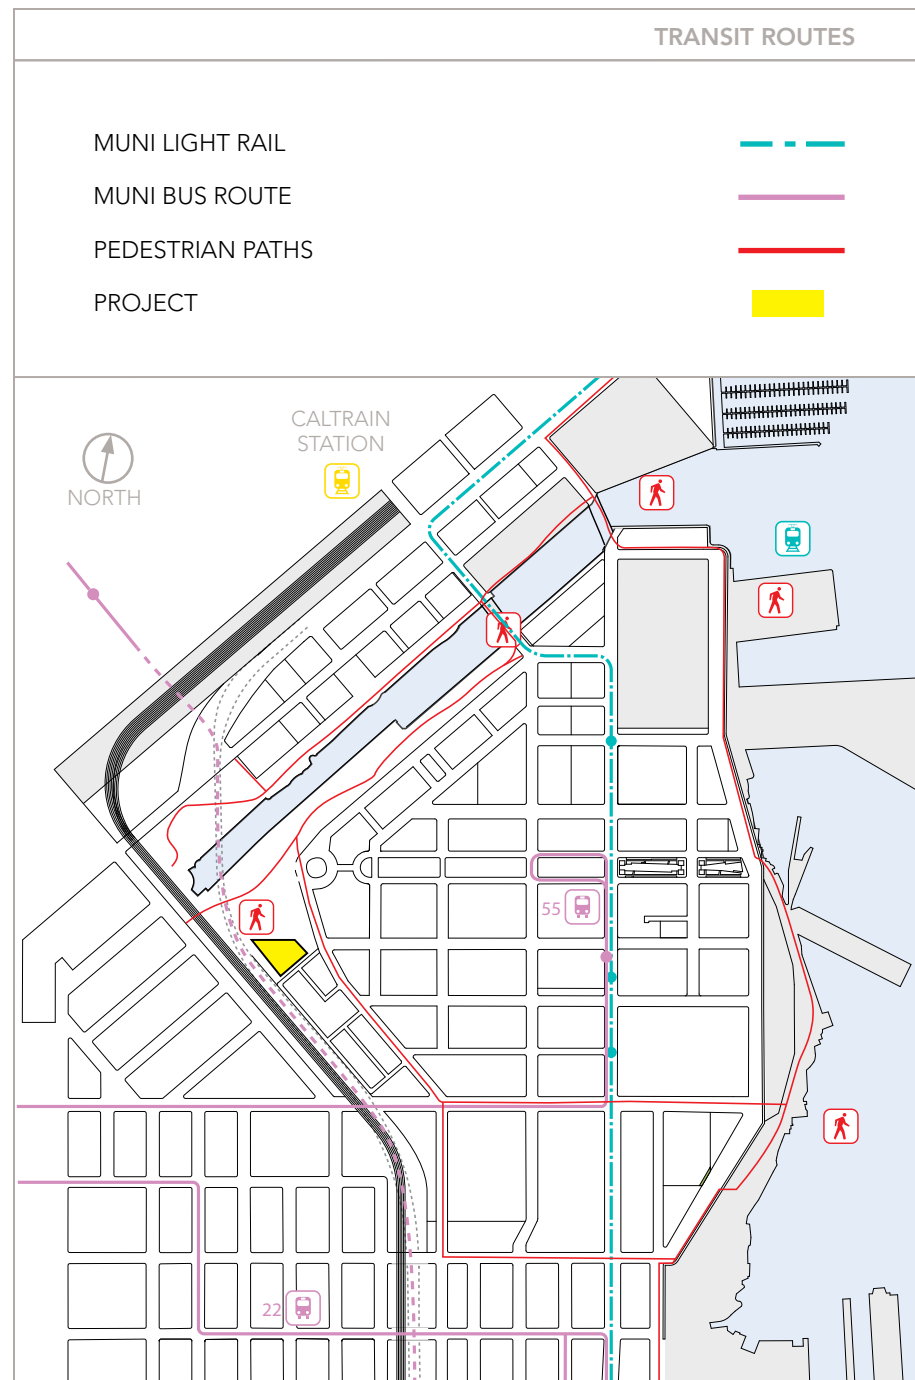 TRANSIT ROUTES
MUNI LIGHT RAIL
MUNI BUS ROUTE
PEDESTRIAN PATHS
PROJECT
CALTRAIN
STATION
NORTH
55
22